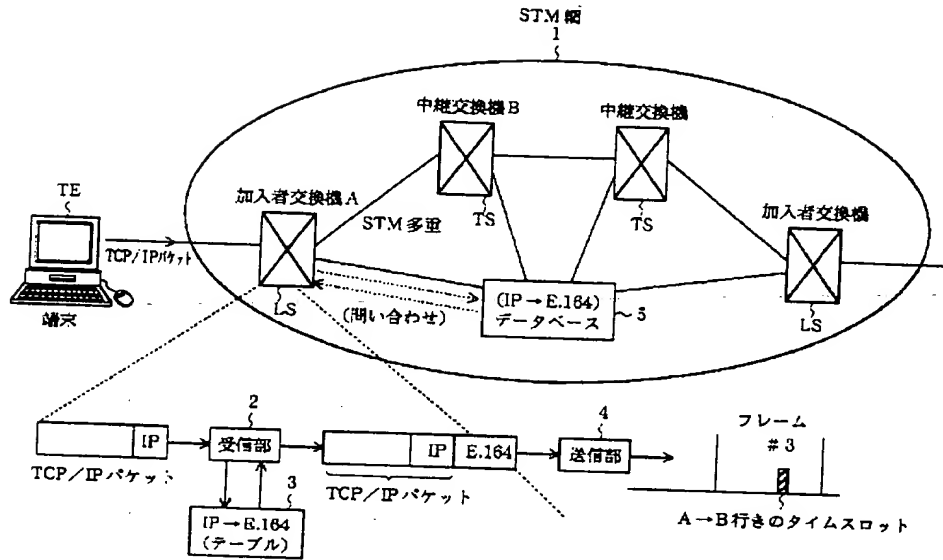 STM網
1
中継交換機B
中継交換機
TS
TS
TE
加入者交換機A
STM多重
加入者交換機
TCP/IPパケット
端末
LS
(問い合わせ)
(IP→E.164)
データベース
5
LS
IP
2
受信部
IP
E.164
4
送信部
フレーム
#3
TCP/IPパケット
TCP/IPパケット
3
IP→E.164
(テーブル)
A→B行きのタイムスロット